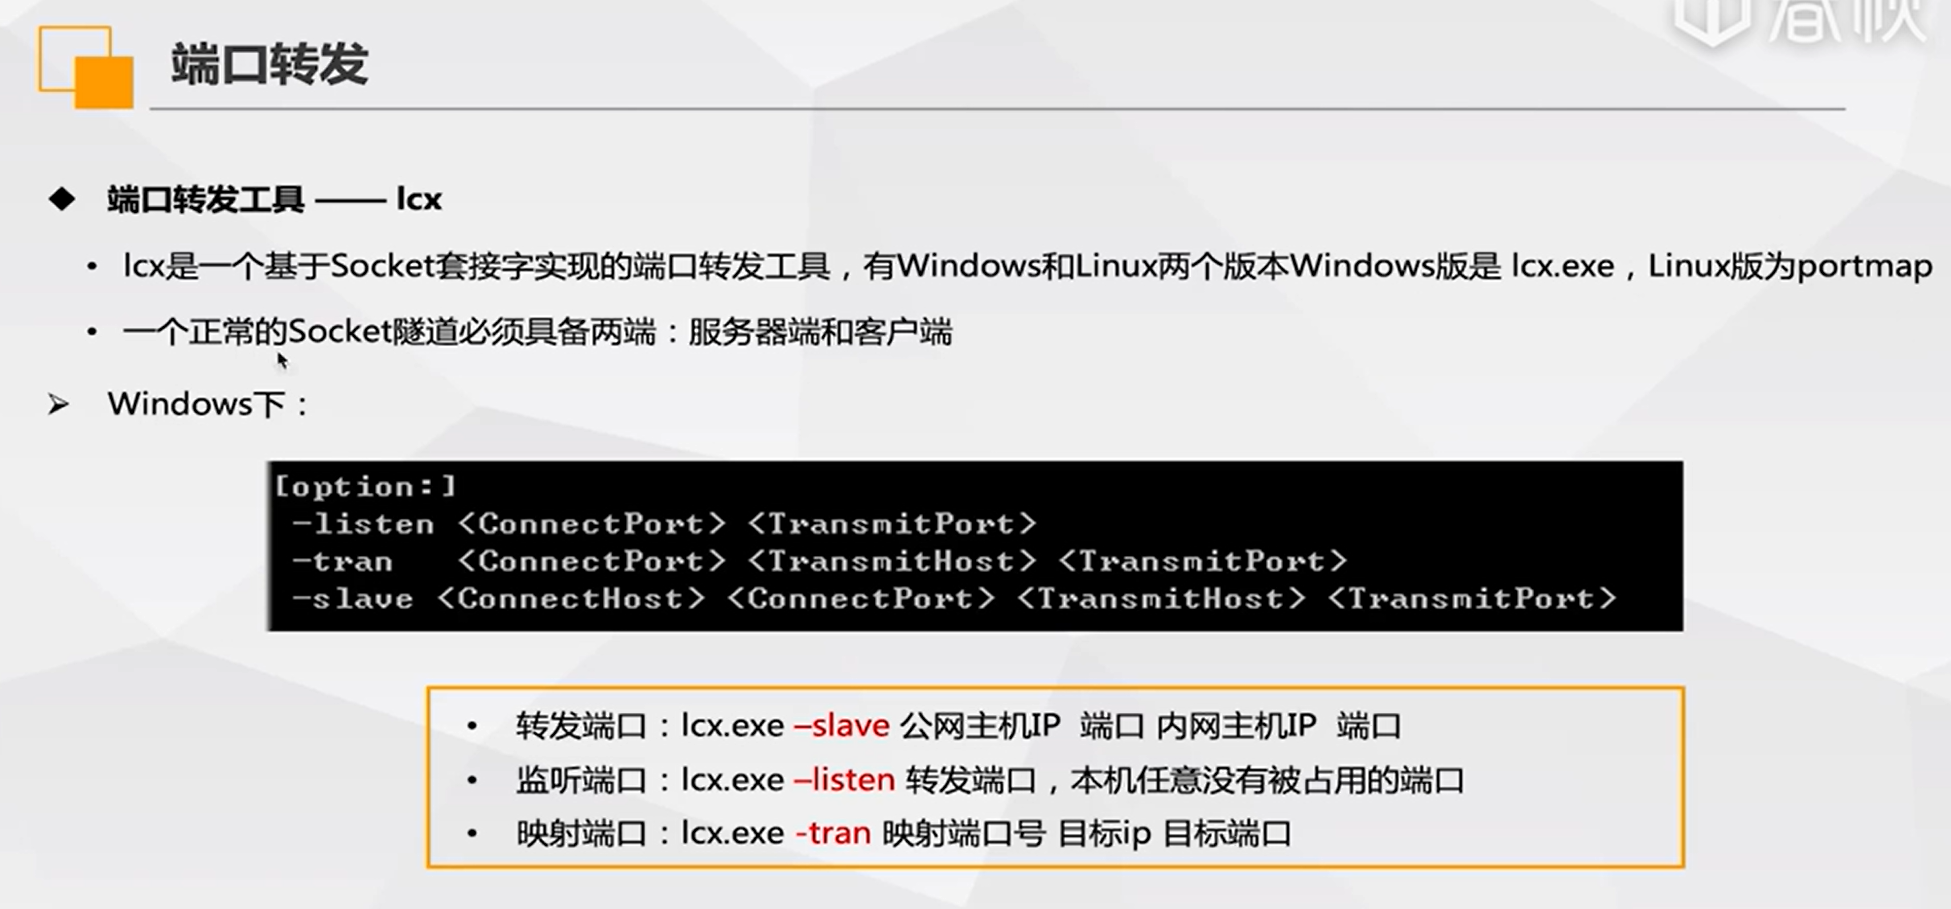 春秋
端口转发
端口转发工具 —— lcx
lcx是一个基于Socket套接字实现的端口转发工具，有Windows和Linux两个版本Windows版是 lcx.exe，Linux版为portmap
一个正常的Socket隧道必须具备两端：服务器端和客户端
Windows下：
[option:]
-listen <ConnectPort> <TransmitPort>
-tran <ConnectPort> <TransmitHost> <TransmitPort>
-slave <ConnectHost> <ConnectPort> <TransmitHost> <TransmitPort>
转发端口：lcx.exe –slave 公网主机IP 端口 内网主机IP 端口
监听端口：lcx.exe –listen 转发端口，本机任意没有被占用的端口
映射端口：lcx.exe -tran 映射端口号 目标ip 目标端口